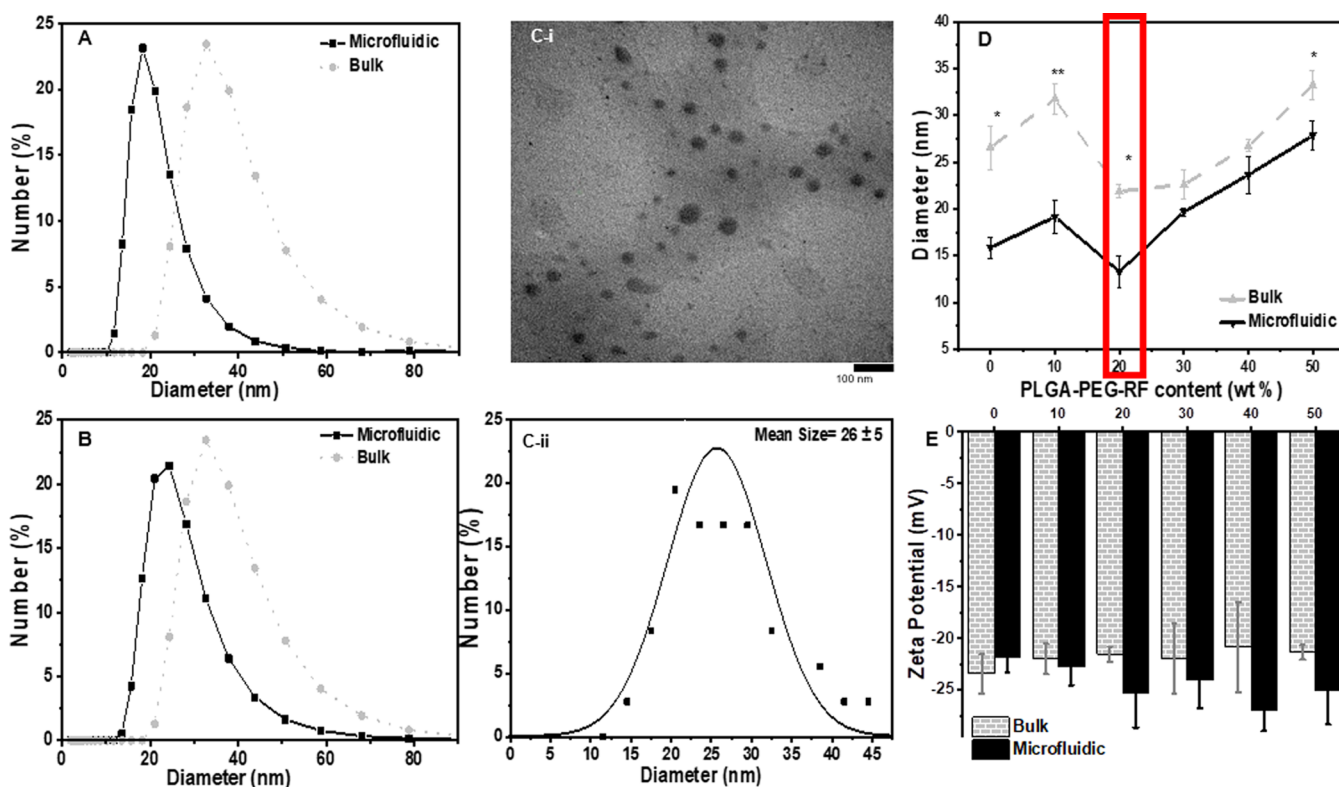 A
Microfluidic
Bulk
25
20
15
10
5
0
Number (%)
0 20 40 60 80
Diameter (nm)
C-i
100 nm
D
**
*
*
*
40
35
30
25
20
15
10
5
Diameter (nm)
Bulk
Microfluidic
0 10 20 30 40 50
PLGA-PEG-RF content (wt%)
B
Microfluidic
Bulk
25
20
15
10
5
0
Number (%)
0 20 40 60 80
Diameter (nm)
C-ii
Mean Size= 26 ± 5
25
20
15
10
5
0
Number (%)
0 5 10 15 20 25 30 35 40 45
Diameter (nm)
0 10 20 30 40 50
E
0
-5
-10
-15
-20
-25
Zeta Potential (mV)
Bulk
Microfluidic